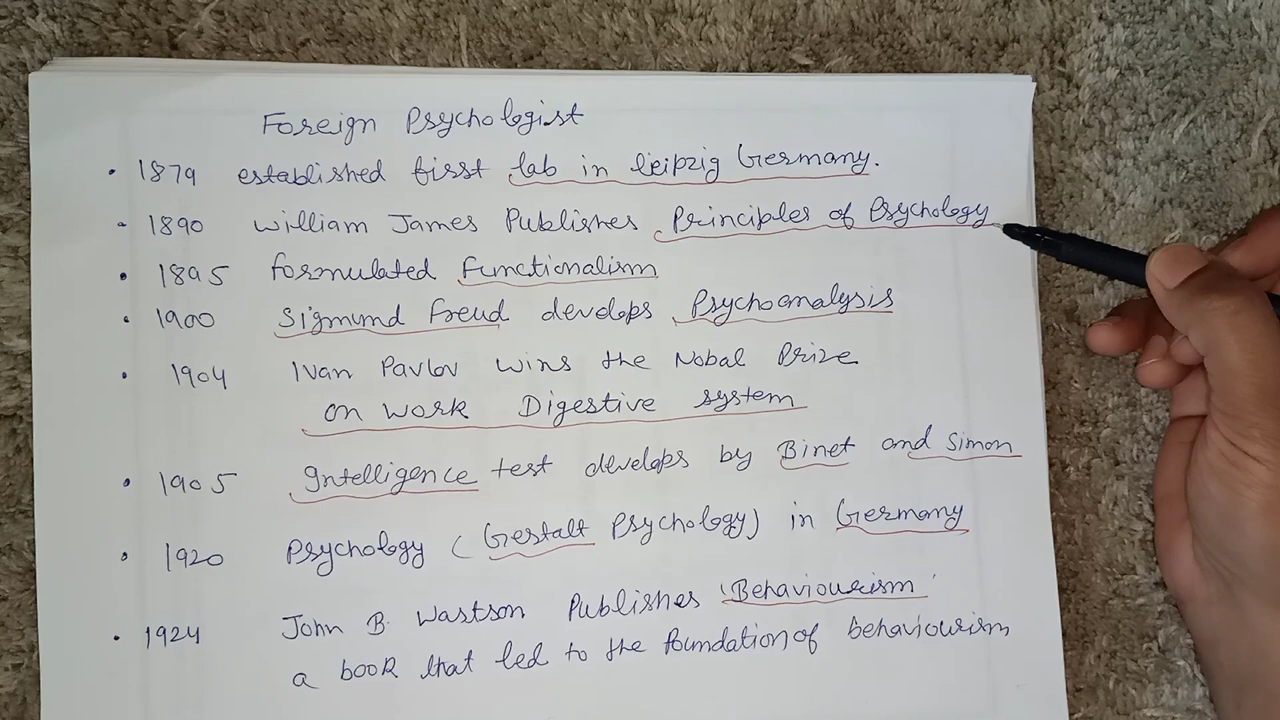 Foreign Psychologist
• 1879 established first lab in leipzig Germany.
• 1890 William James Publishes Principles of Psychology
• 1895 formulated Functionalism
• 1900 Sigmund Freud develops Psychoanalysis
• 1904 Ivan Pavlov wins the Nobal Prize
on work Digestive system
• 1905 Intelligence test develops by Binet and Simon
• 1920 Psychology (Gestalt Psychology) in Germany
• 1924 John B. Wastson Publishes 'Behaviourism'
a book that led to the foundation of behaviourism